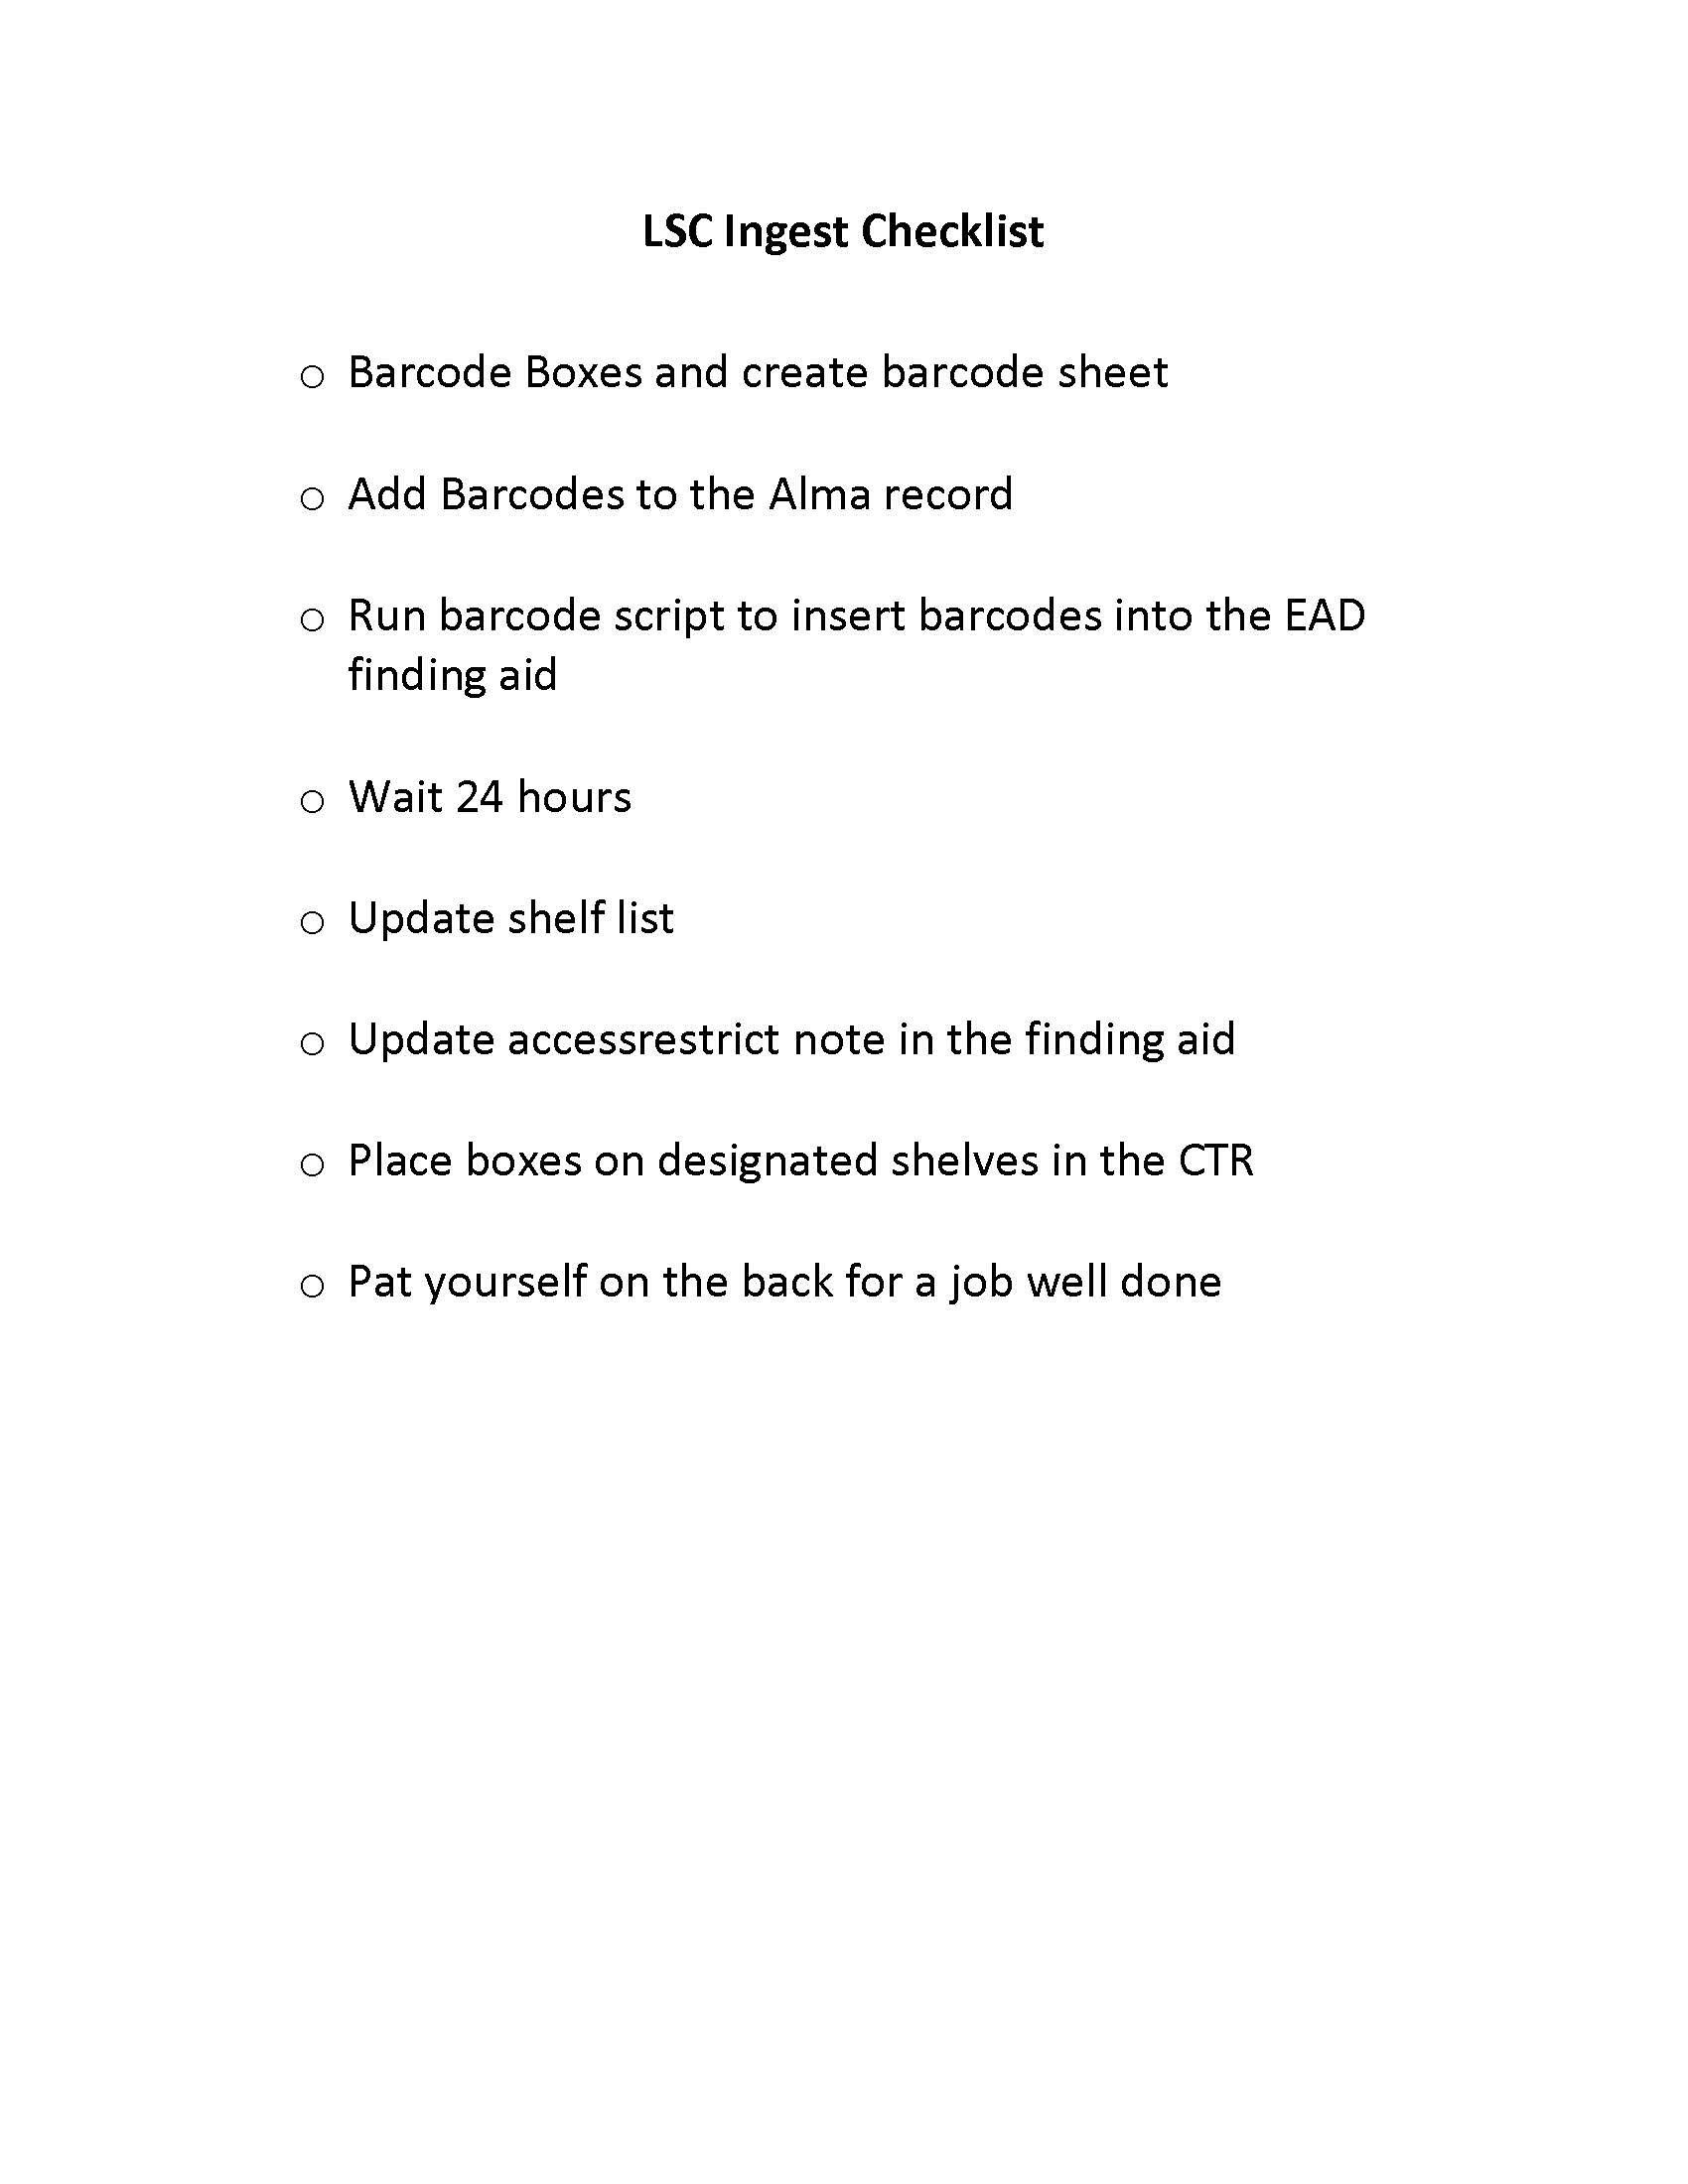 LSC Ingest Checklist
○ Barcode Boxes and create barcode sheet
○ Add Barcodes to the Alma record
○ Run barcode script to insert barcodes into the EAD
finding aid
○ Wait 24 hours
○ Update shelf list
○ Update accessrestrict note in the finding aid
○ Place boxes on designated shelves in the CTR
○ Pat yourself on the back for a job well done